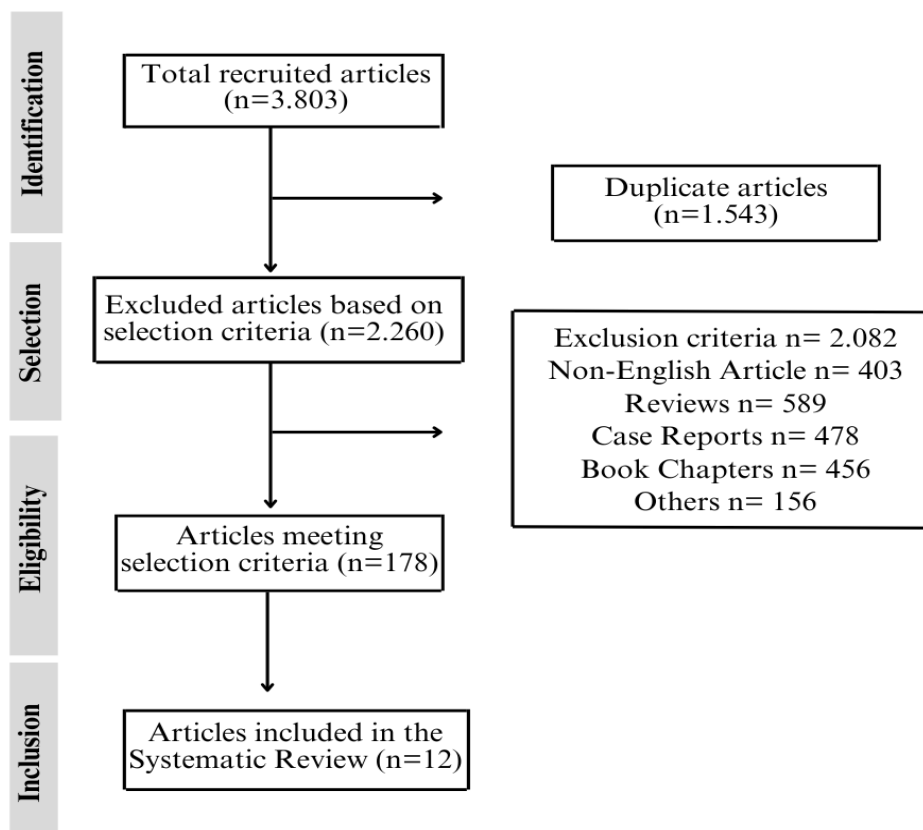 Identification
Total recruited articles
(n=3.803)
Duplicate articles
(n=1.543)
Selection
Excluded articles based on
selection criteria (n=2.260)
Exclusion criteria n= 2.082
Non-English Article n= 403
Reviews n= 589
Case Reports n= 478
Book Chapters n= 456
Others n= 156
Eligibility
Articles meeting
selection criteria (n=178)
Inclusion
Articles included in the
Systematic Review (n=12)